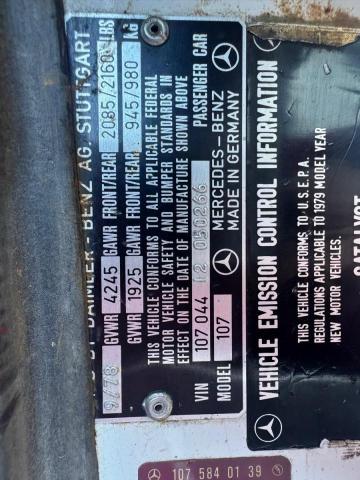 BY DAIMLER - BENZ AG. STUTTGART
9/78
GVWR 4245 GAWR FRONT/REAR 2085/2160 LBS
GVWR 1925 GAWR FRONT/REAR 945/980 KG
THIS VEHICLE CONFORMS TO ALL APPLICABLE FEDERAL
MOTOR VEHICLE SAFETY AND BUMPER STANDARDS IN
EFFECT ON THE DATE OF MANUFACTURE SHOWN ABOVE
VIN 107 044 12 050266 PASSENGER CAR
MODEL 107 MERCEDES-BENZ
MADE IN GERMANY
VEHICLE EMISSION CONTROL INFORMATION
THIS VEHICLE CONFORMS TO U.S.E.P.A.
REGULATIONS APPLICABLE TO 1979 MODEL YEAR
NEW MOTOR VEHICLES.
CATALYST
107 584 01 39